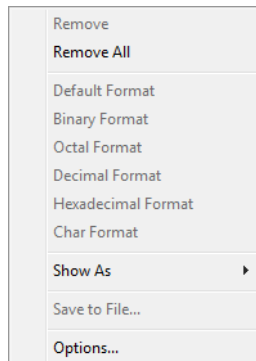 Remove
Remove All
Default Format
Binary Format
Octal Format
Decimal Format
Hexadecimal Format
Char Format
Show As
Save to File...
Options...